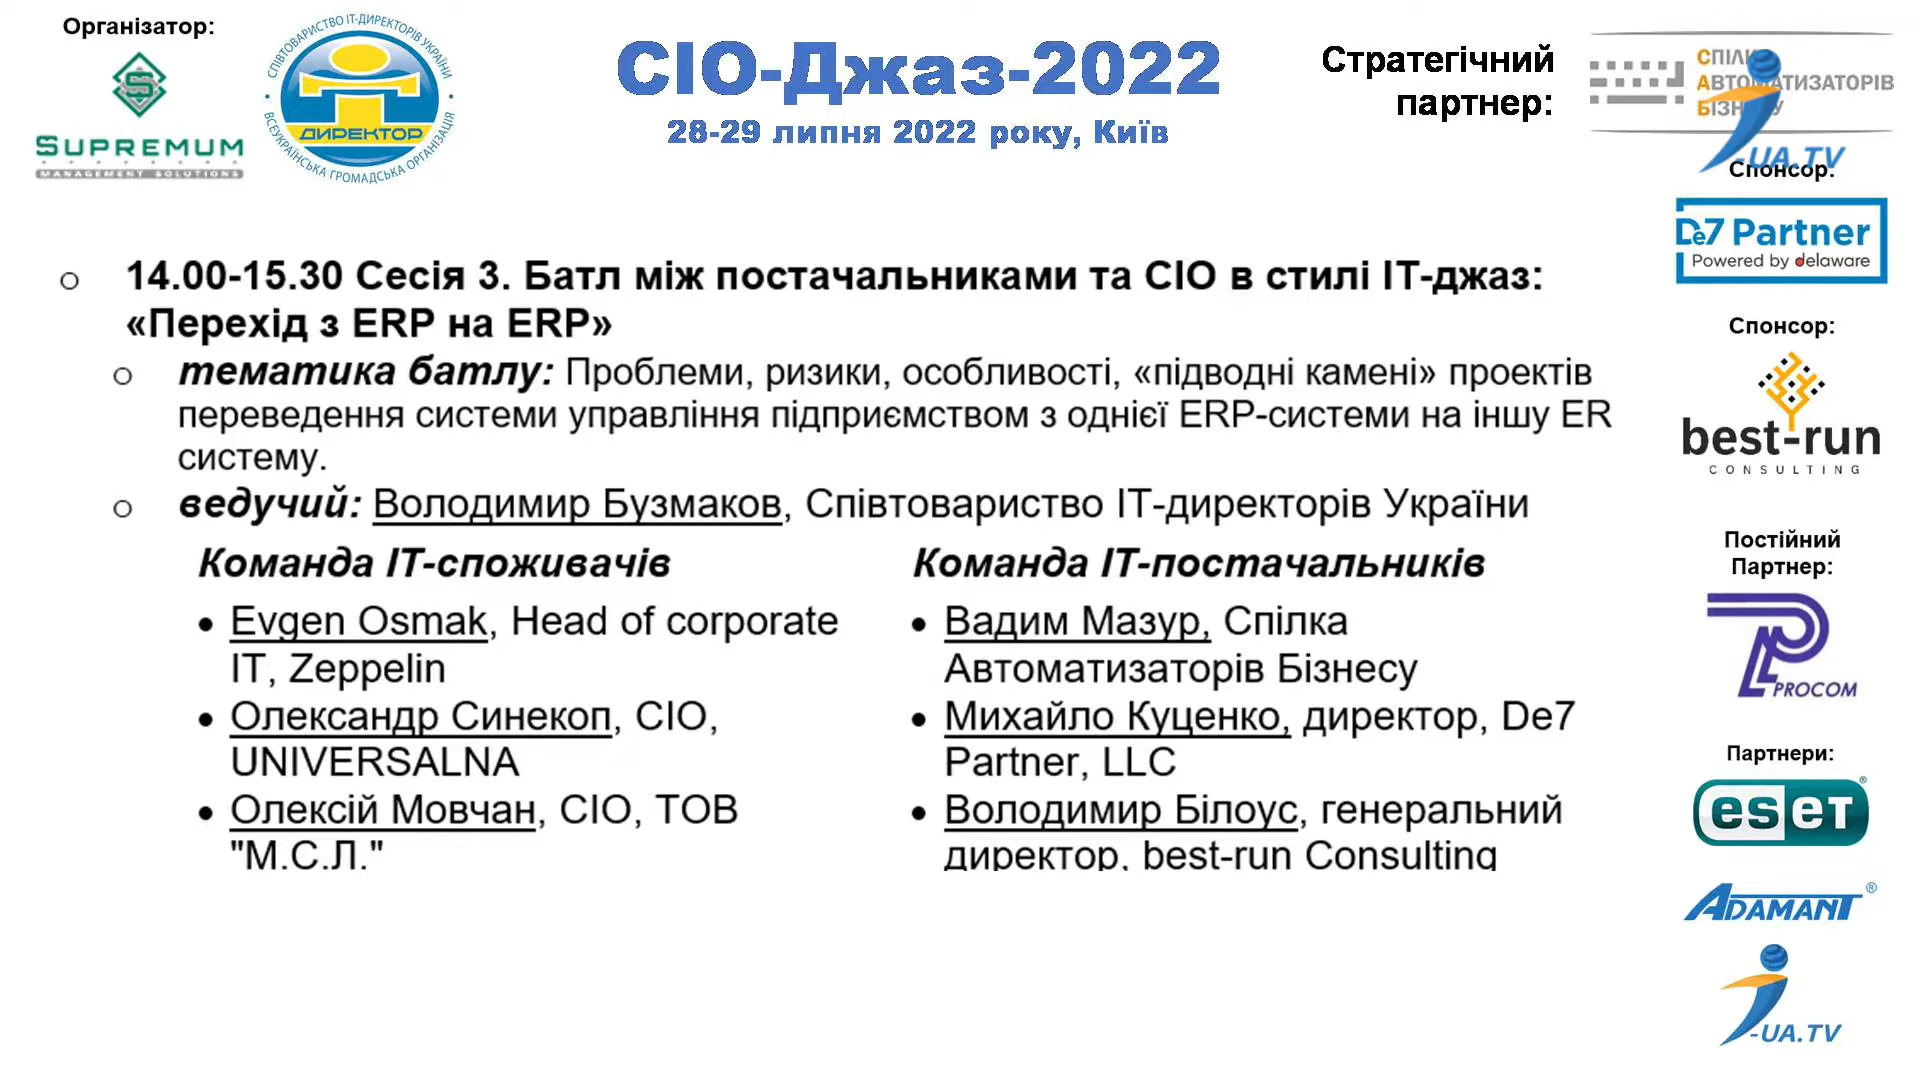 Організатор:
SUPREMUM
MANAGEMENT SOLUTIONS
СПІВТОВАРИСТВО ІТ-ДИРЕКТОРІВ УКРАЇНИ
ДИРЕКТОР
ВСЕУКРАЇНСЬКА ГРОМАДСЬКА ОРГАНІЗАЦІЯ
СІО-Джаз-2022
28-29 липня 2022 року, Київ
Стратегічний
партнер:
АВТОМАТИЗАТОРІВ
-UA.TV
Спонсор:
De7 Partner
Powered by delaware
Спонсор:
best-run
CONSULTING
Постійний
Партнер:
PROCOM
Партнери:
eset®
ADAMANT®
-UA.TV
14.00-15.30 Сесія 3. Батл між постачальниками та СІО в стилі ІТ-джаз:
«Перехід з ERP на ERP»
тематика батлу: Проблеми, ризики, особливості, «підводні камені» проектів
переведення системи управління підприємством з однієї ERP-системи на іншу ER
систему.
ведучий: Володимир Бузмаков, Співтовариство ІТ-директорів України
Команда ІТ-споживачів
• Evgen Osmak, Head of corporate
IT, Zeppelin
• Олександр Синекоп, СІО,
UNIVERSALNA
• Олексій Мовчан, СІО, ТОВ
"М.С.Л."
Команда ІТ-постачальників
• Вадим Мазур, Спілка
Автоматизаторів Бізнесу
• Михайло Куценко, директор, De7
Partner, LLC
• Володимир Білоус, генеральний
директор, best-run Consulting